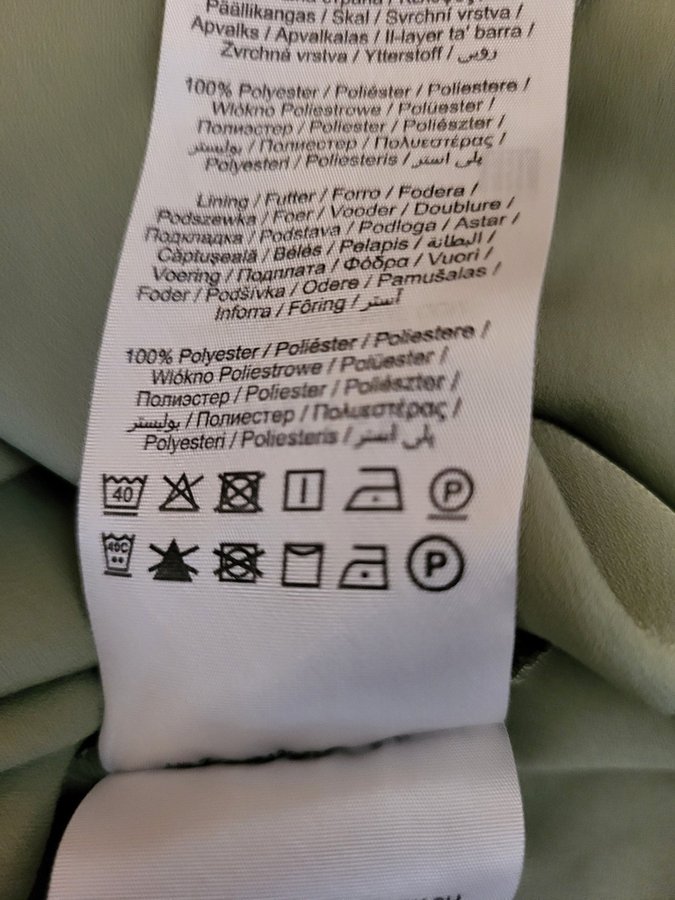 Päällikangas / Skal / Svrchní vrstva /
Apvalks / Apvalkalas / Il-layer ta' barra /
Zvrchná vrstva / Ytterstoff / رویی
100% Polyester / Poliéster / Poliestere /
Włókno Poliestrowe / Polüester /
Полиэстер / Poliester / Poliészter /
بوليستر / Полиестер / Πολυεστέρας /
Polyesteri / Poliesteris / پلی استر
Lining / Futter / Forro / Fodera /
Podszewka / Foer / Vooder / Doublure /
Подкладка / Podstava / Podloga / Astar /
Căptuşeală / Bélés / Pelapis / البطانة /
Voering / Подплата / Φόδρα / Vuori /
Foder / Podšívka / Odere / Pamušalas /
Inforra / Fôring / آستر
100% Polyester / Poliéster / Poliestere /
Włókno Poliestrowe / Polüester /
Полиэстер / Poliester / Poliészter /
بوليستر / Полиестер / Πολυεστέρας /
Polyesteri / Poliesteris / پلی استر
40 P
40C P